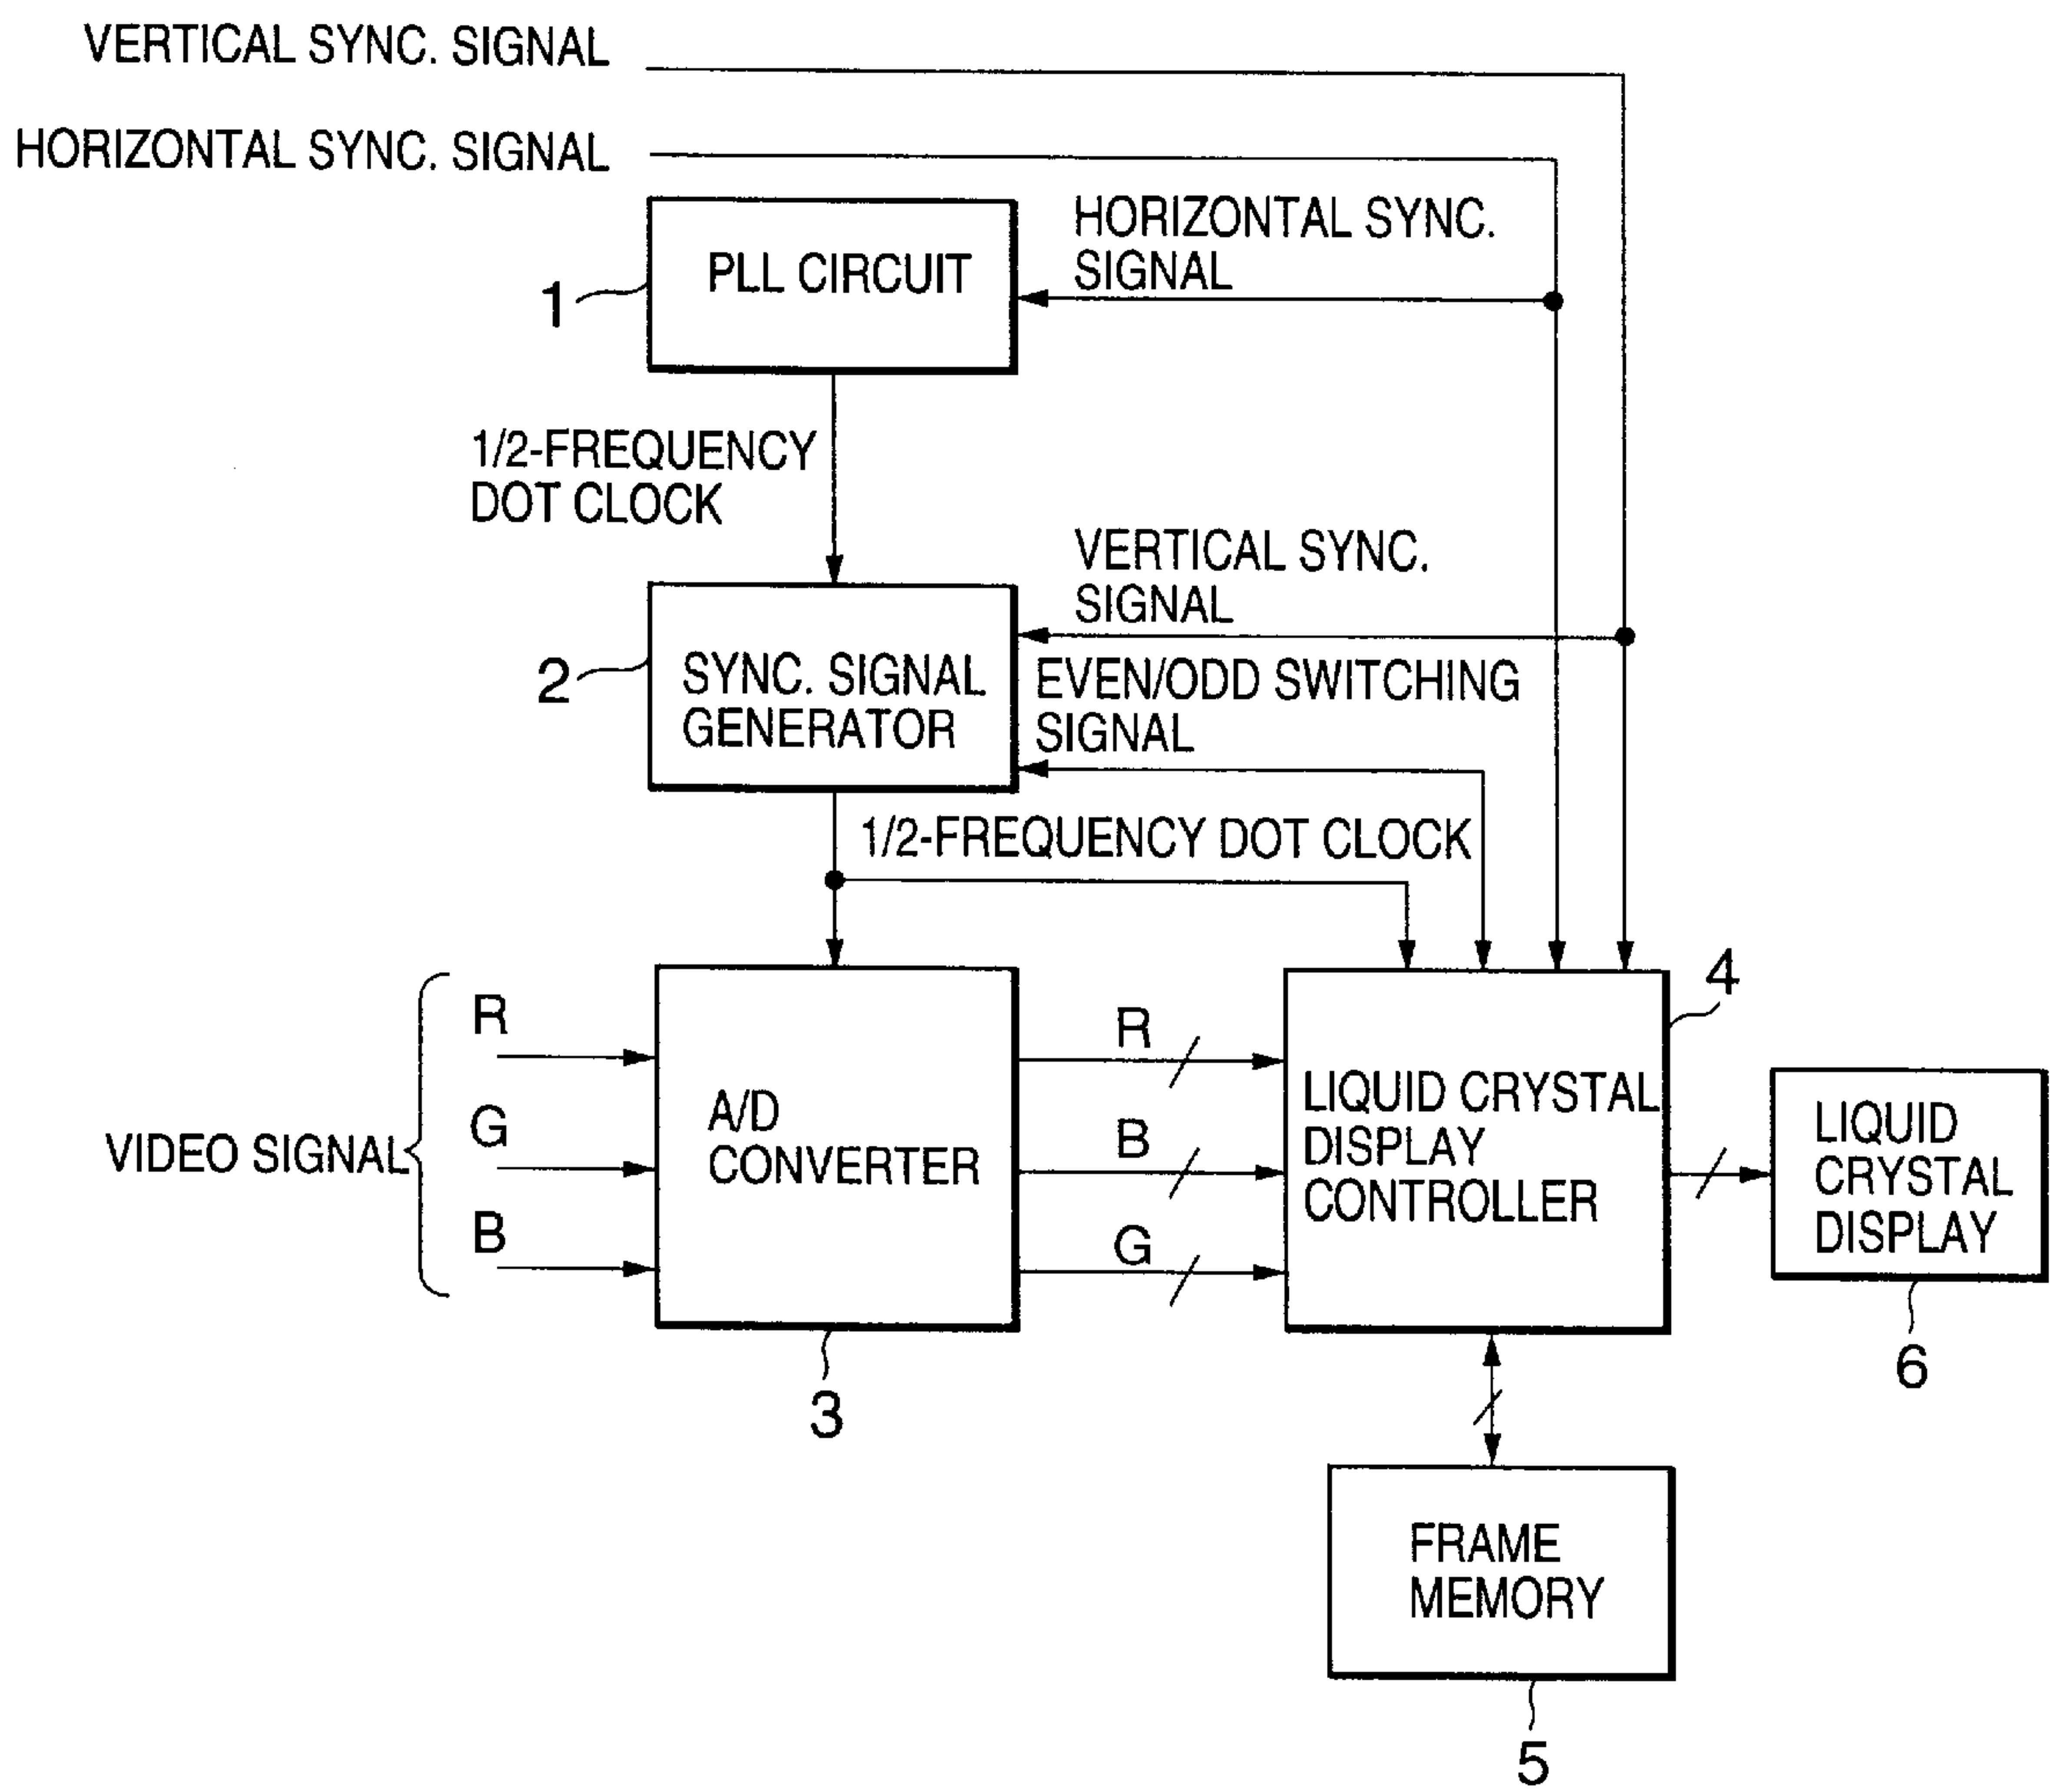 VERTICAL SYNC. SIGNAL
HORIZONTAL SYNC. SIGNAL
PLL CIRCUIT
1
HORIZONTAL SYNC.
SIGNAL
1/2-FREQUENCY
DOT CLOCK
VERTICAL SYNC.
SIGNAL
2
SYNC. SIGNAL
GENERATOR
EVEN/ODD SWITCHING
SIGNAL
1/2-FREQUENCY DOT CLOCK
VIDEO SIGNAL
R
G
B
A/D
CONVERTER
3
R
B
G
LIQUID CRYSTAL
DISPLAY
CONTROLLER
4
LIQUID
CRYSTAL
DISPLAY
6
FRAME
MEMORY
5